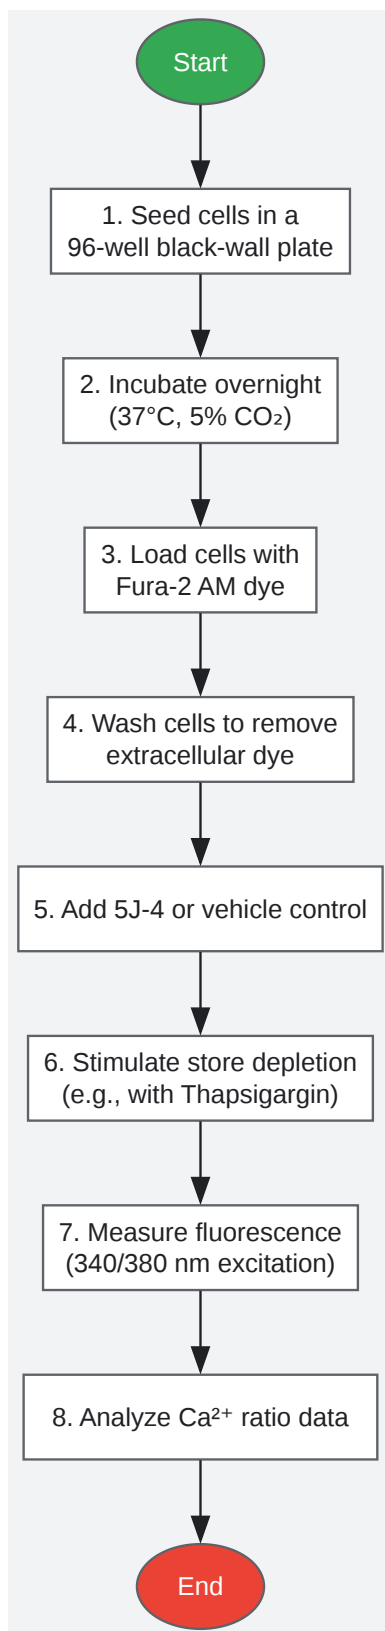 Start
1. Seed cells in a
96-well black-wall plate
2. Incubate overnight
(37°C, 5% CO₂)
3. Load cells with
Fura-2 AM dye
4. Wash cells to remove
extracellular dye
5. Add 5J-4 or vehicle control
6. Stimulate store depletion
(e.g., with Thapsigargin)
7. Measure fluorescence
(340/380 nm excitation)
8. Analyze Ca²⁺ ratio data
End